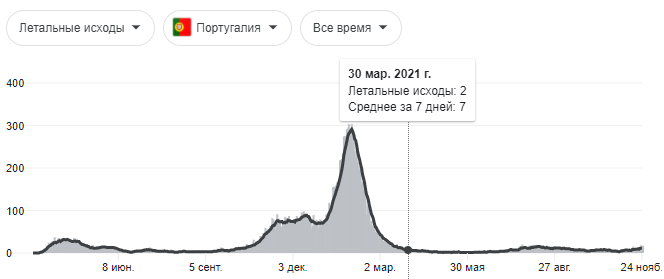 Летальные исходы
Португалия
Все время
30 мар. 2021 г.
Летальные исходы: 2
Среднее за 7 дней: 7
400
300
200
100
0
8 июн.
5 сент.
3 дек.
2 мар.
30 мая
27 авг.
24 нояб.